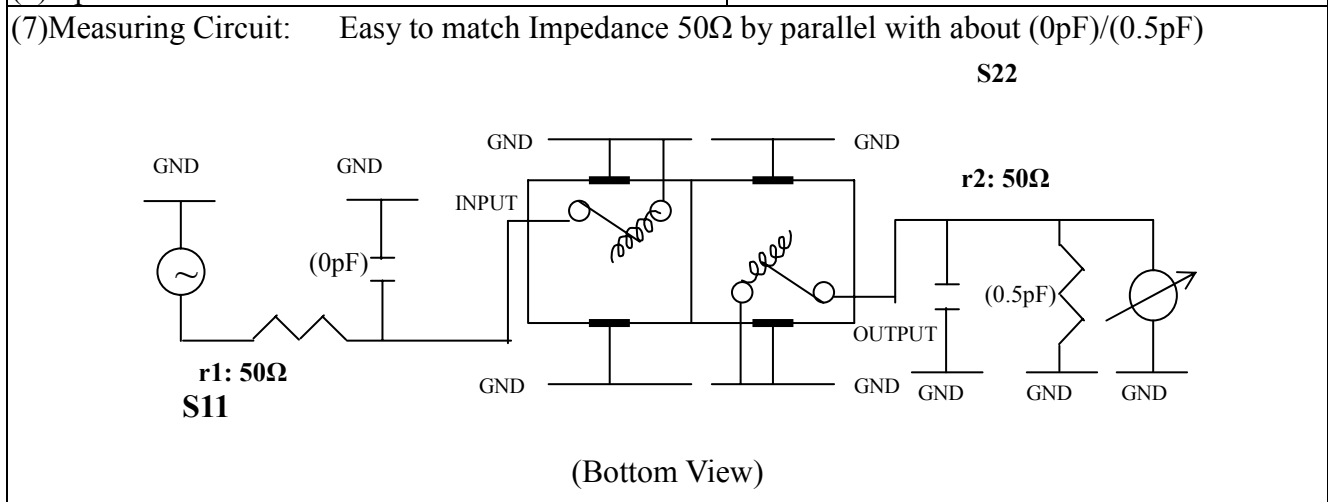 (7)Measuring Circuit: Easy to match Impedance 50Ω by parallel with about (0pF)/(0.5pF)
S22
GND GND
GND GND
r2: 50Ω
INPUT
(0pF)
(0.5pF)
OUTPUT
r1: 50Ω
GND GND GND GND GND
S11
(Bottom View)